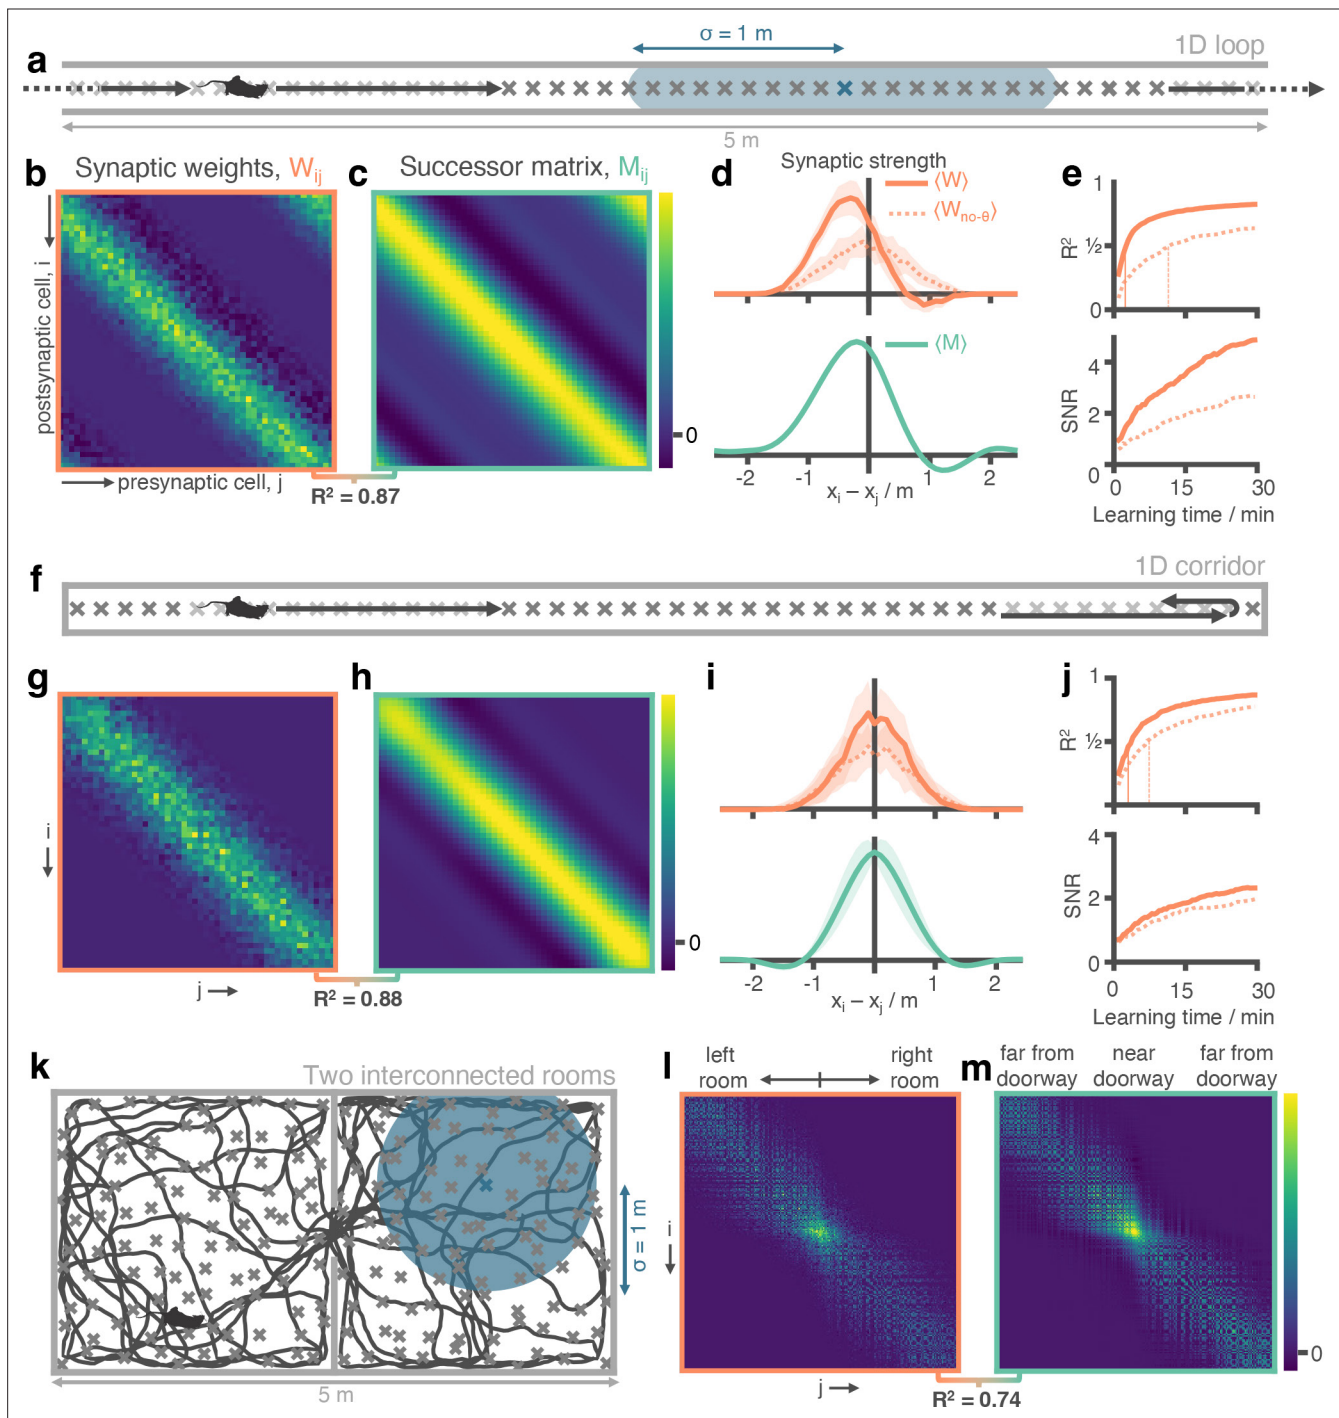 a
σ = 1 m
1D loop
5 m
b Synaptic weights, Wij
c Successor matrix, Mij
d Synaptic strength
⟨W⟩
⟨Wno-θ⟩
e
1
R² ½
0
postsynaptic cell, i
presynaptic cell, j
R² = 0.87
0
⟨M⟩
-2 -1 0 1 2
xi – xj / m
4
SNR 2
0
0 15 30
Learning time / min
f
1D corridor
g
h
i
j
i
j
R² = 0.88
0
-2 -1 0 1 2
xi – xj / m
1
R² ½
4
SNR 2
0
0 15 30
Learning time / min
k
Two interconnected rooms
σ = 1 m
5 m
l
left room
right room
m
far from doorway
near doorway
far from doorway
i
j
R² = 0.74
0